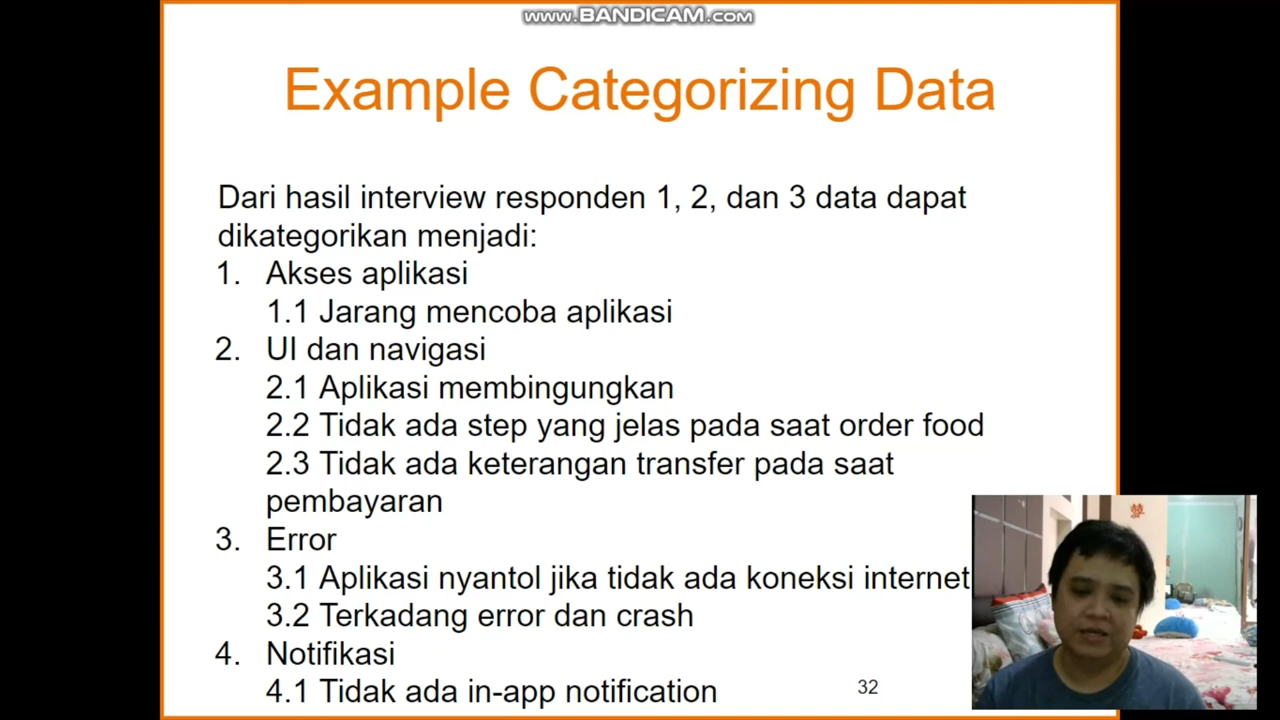 www.BANDICAM.com
Example Categorizing Data
Dari hasil interview responden 1, 2, dan 3 data dapat
dikategorikan menjadi:
1. Akses aplikasi
1.1 Jarang mencoba aplikasi
2. UI dan navigasi
2.1 Aplikasi membingungkan
2.2 Tidak ada step yang jelas pada saat order food
2.3 Tidak ada keterangan transfer pada saat
pembayaran
3. Error
3.1 Aplikasi nyantol jika tidak ada koneksi internet
3.2 Terkadang error dan crash
4. Notifikasi
4.1 Tidak ada in-app notification
32